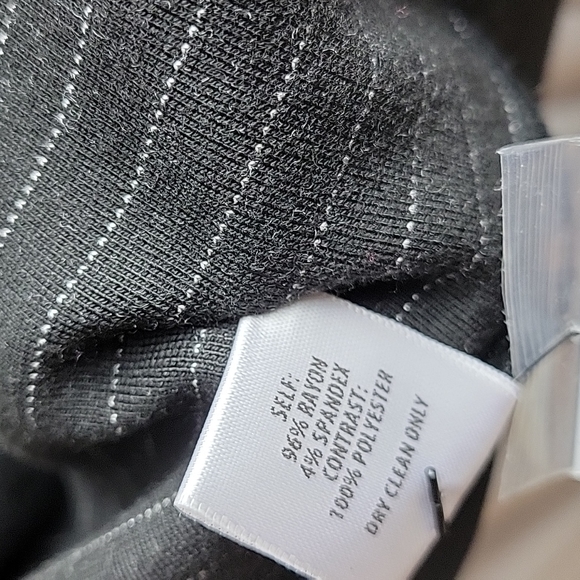 SELF:
96% RAYON
4% SPANDEX
CONTRAST:
100% POLYESTER
DRY CLEAN ONLY